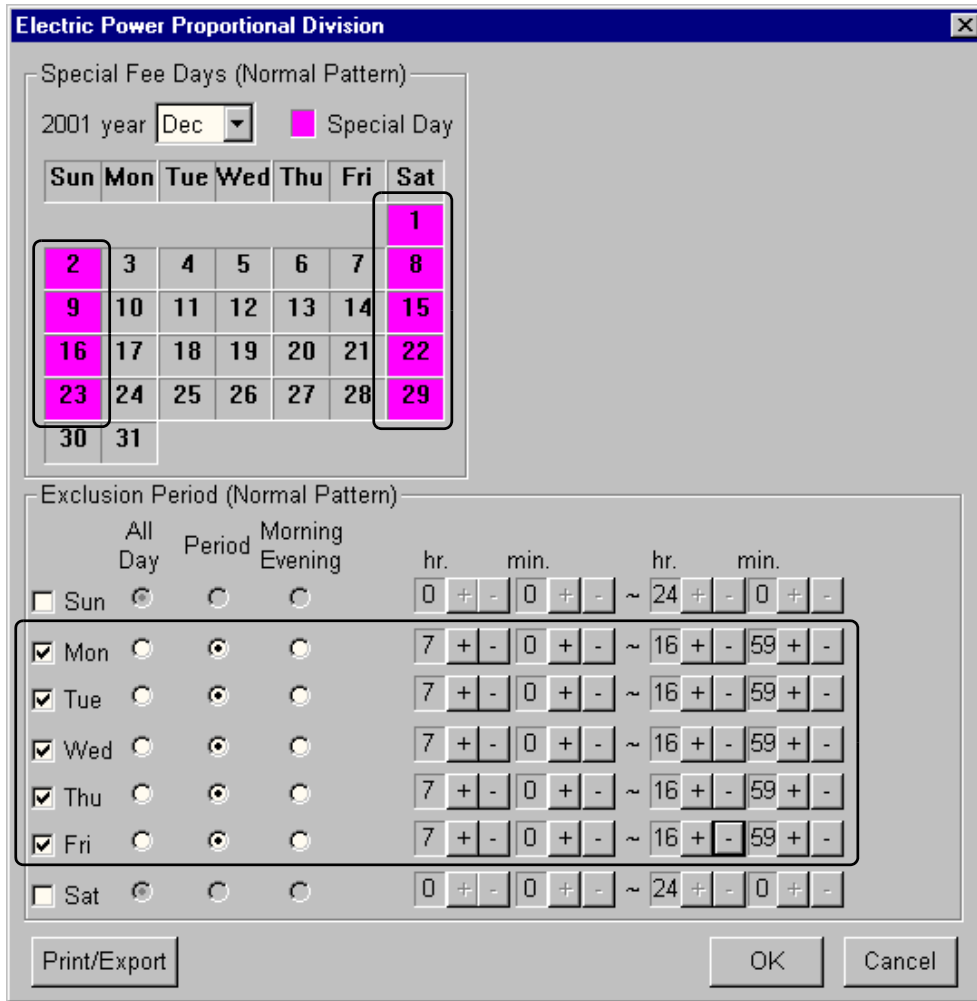 Electric Power Proportional Division
Special Fee Days (Normal Pattern)
2001 year Dec Special Day
Sun Mon Tue Wed Thu Fri Sat
1
2 3 4 5 6 7 8
9 10 11 12 13 14 15
16 17 18 19 20 21 22
23 24 25 26 27 28 29
30 31
Exclusion Period (Normal Pattern)
All Day Period Morning Evening hr. min. hr. min.
Sun 0 + - 0 + - ~ 24 + - 0 + -
Mon 7 + - 0 + - ~ 16 + - 59 + -
Tue 7 + - 0 + - ~ 16 + - 59 + -
Wed 7 + - 0 + - ~ 16 + - 59 + -
Thu 7 + - 0 + - ~ 16 + - 59 + -
Fri 7 + - 0 + - ~ 16 + - 59 + -
Sat 0 + - 0 + - ~ 24 + - 0 + -
Print/Export OK Cancel